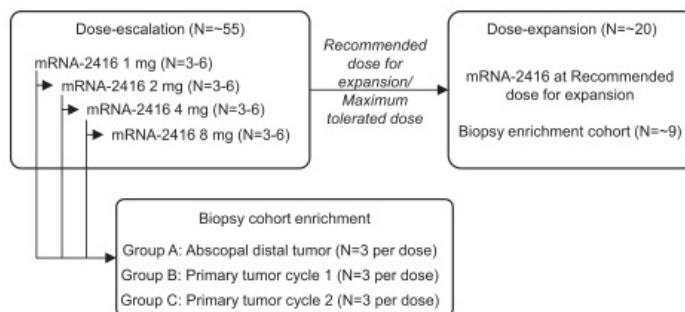 Dose-escalation (N=~55)
mRNA-2416 1 mg (N=3-6)
mRNA-2416 2 mg (N=3-6)
mRNA-2416 4 mg (N=3-6)
mRNA-2416 8 mg (N=3-6)
Recommended
dose for
expansion/
Maximum
tolerated dose
Dose-expansion (N=~20)
mRNA-2416 at Recommended
dose for expansion
Biopsy enrichment cohort (N=~9)
Biopsy cohort enrichment
Group A: Abscopal distal tumor (N=3 per dose)
Group B: Primary tumor cycle 1 (N=3 per dose)
Group C: Primary tumor cycle 2 (N=3 per dose)